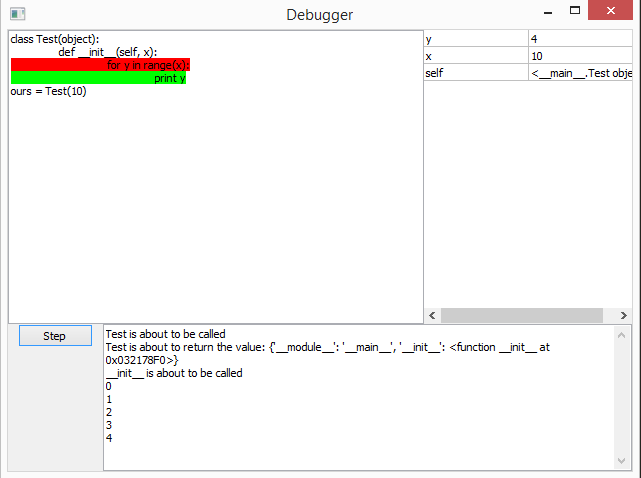 Debugger
class Test(object):
def __init__(self, x):
for y in range(x):
print y
ours = Test(10)
y 4
x 10
self <__main__.Test obje
Step
Test is about to be called
Test is about to return the value: {'__module__': '__main__', '__init__': <function __init__ at
0x032178F0>}
__init__ is about to be called
0
1
2
3
4